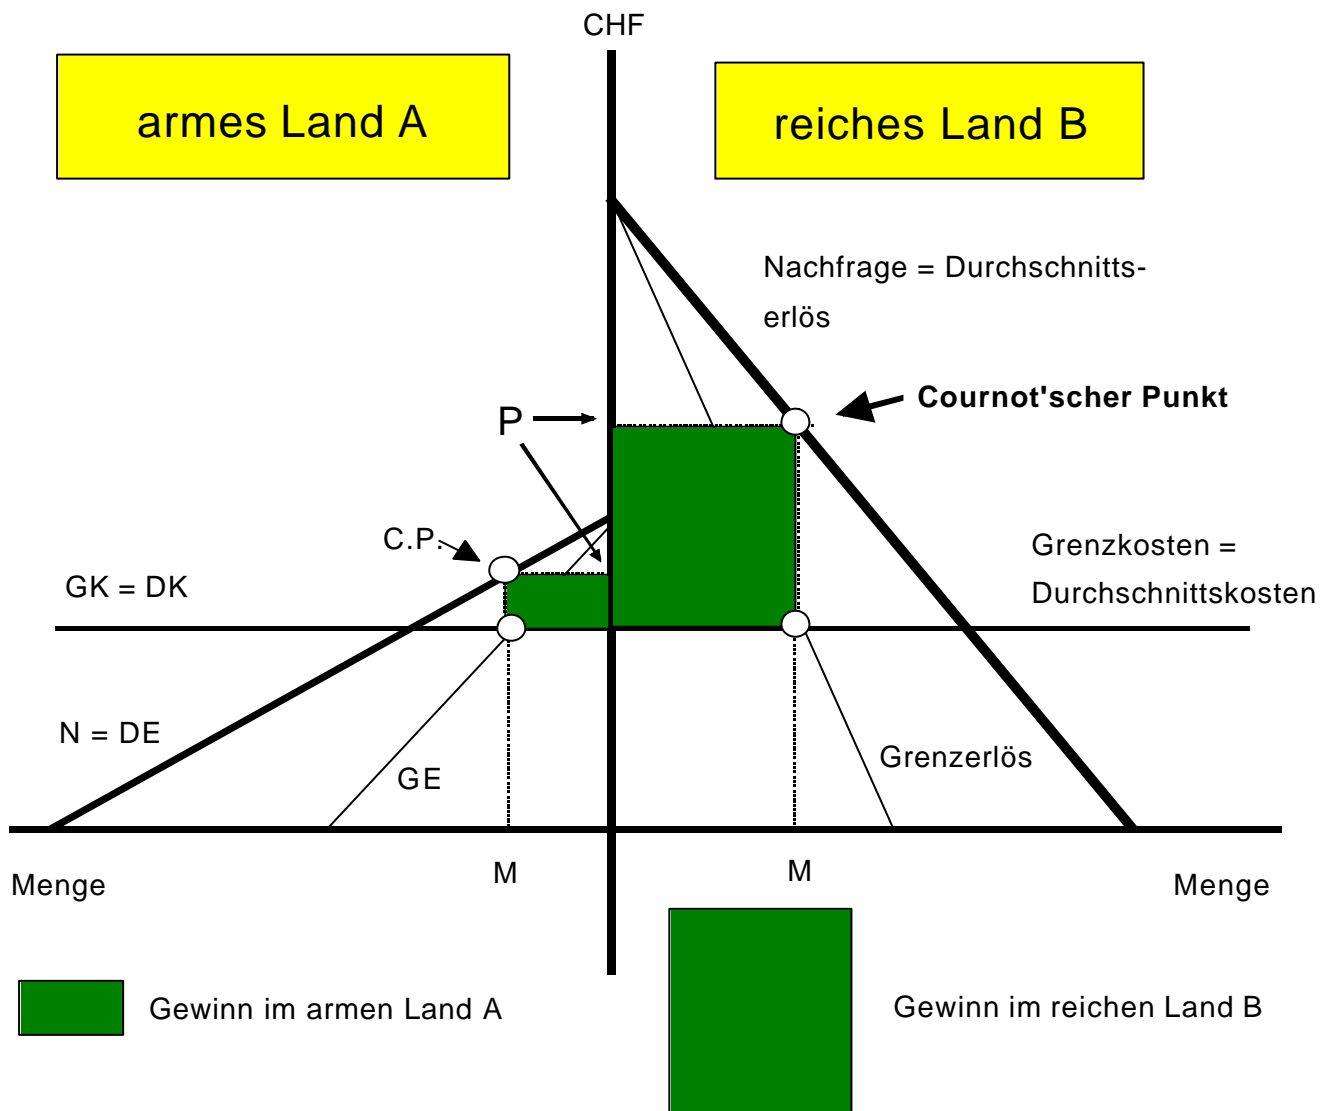 CHF
armes Land A
reiches Land B
Nachfrage = Durchschnitts-
erlös
Cournot'scher Punkt
P
C.P.
Grenzkosten =
Durchschnittskosten
GK = DK
N = DE
GE
Grenzerlös
M
M
Menge
Menge
Gewinn im armen Land A
Gewinn im reichen Land B